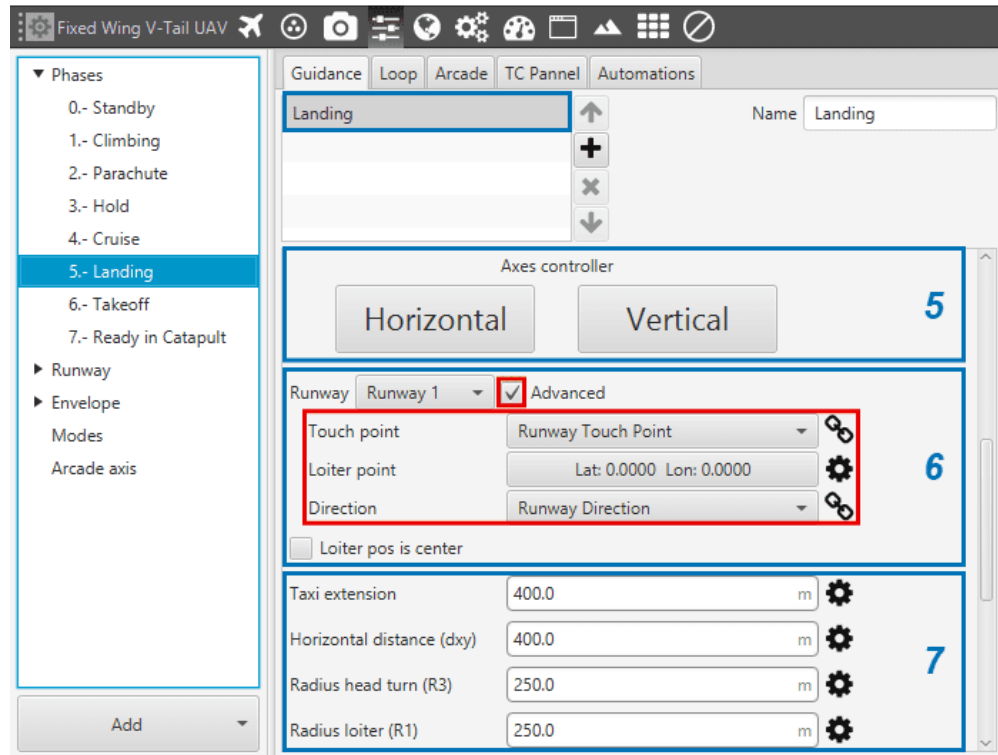 Fixed Wing V-Tail UAV
Phases
0.- Standby
1.- Climbing
2.- Parachute
3.- Hold
4.- Cruise
5.- Landing
6.- Takeoff
7.- Ready in Catapult
Runway
Envelope
Modes
Arcade axis
Add
Guidance Loop Arcade TC Pannel Automations
Landing
Name Landing
Axes controller
Horizontal Vertical
5
Runway Runway 1 Advanced
Touch point Runway Touch Point
Loiter point Lat: 0.0000 Lon: 0.0000
6
Direction Runway Direction
Loiter pos is center
Taxi extension 400.0 m
Horizontal distance (dxy) 400.0 m
7
Radius head turn (R3) 250.0 m
Radius loiter (R1) 250.0 m